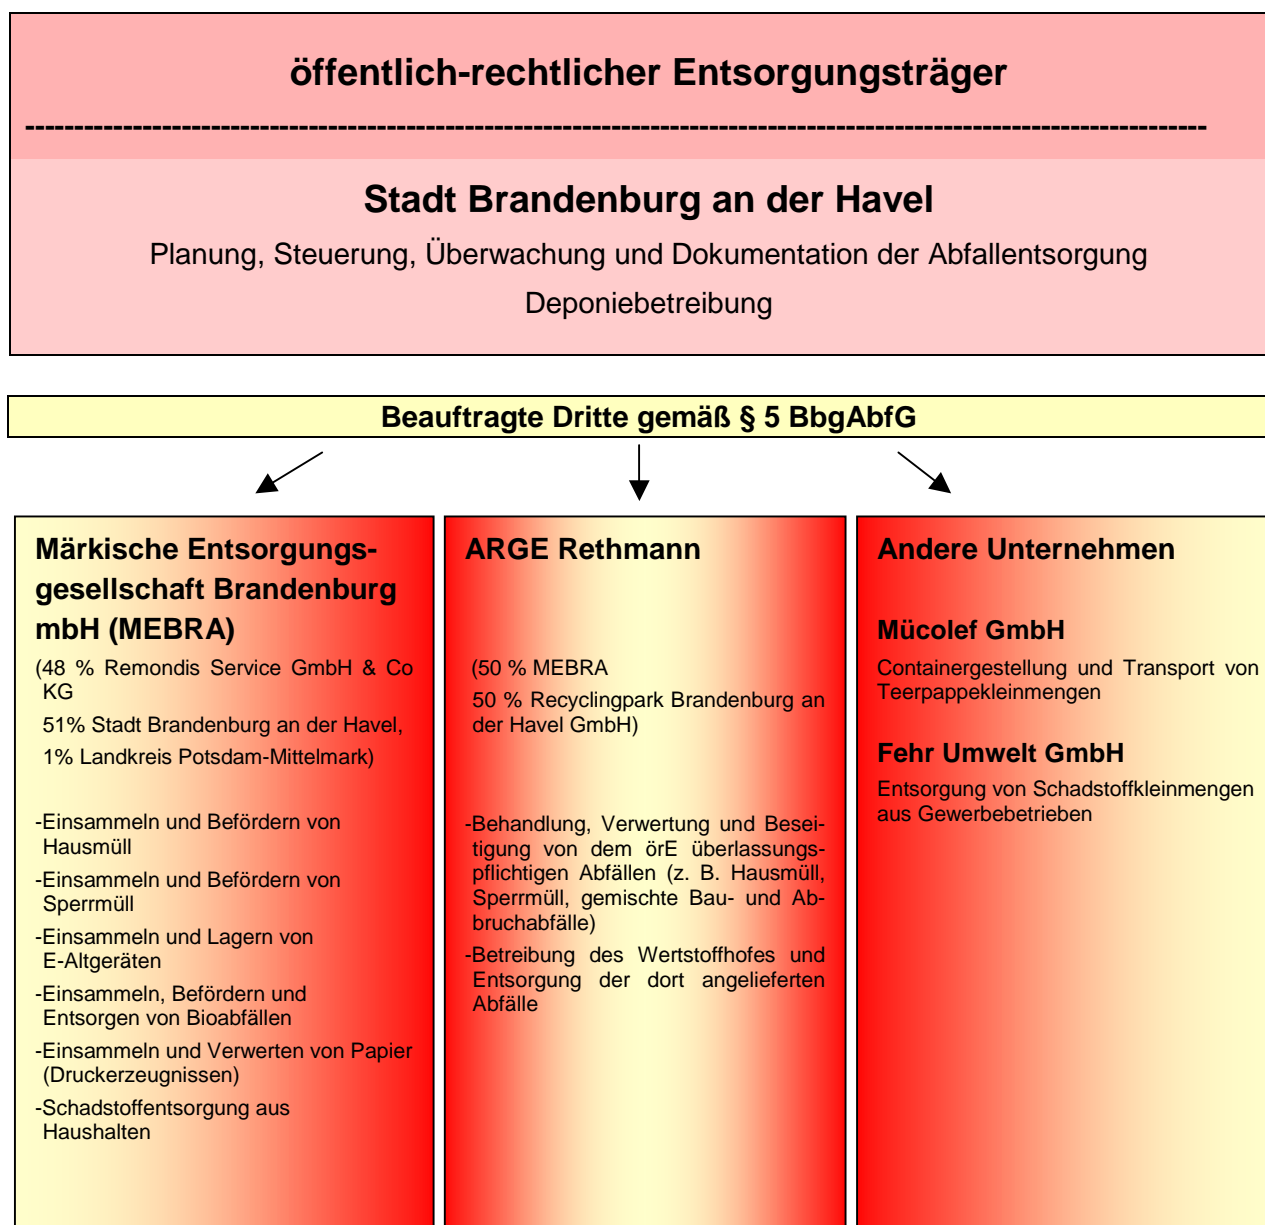 öffentlich-rechtlicher Entsorgungsträger
Stadt Brandenburg an der Havel
Planung, Steuerung, Überwachung und Dokumentation der Abfallentsorgung
Deponiebetreibung
Beauftragte Dritte gemäß § 5 BbgAbfG
Märkische Entsorgungs-
gesellschaft Brandenburg
mbH (MEBRA)
(48 % Remondis Service GmbH & Co
KG
51% Stadt Brandenburg an der Havel,
1% Landkreis Potsdam-Mittelmark)
-Einsammeln und Befördern von
Hausmüll
-Einsammeln und Befördern von
Sperrmüll
-Einsammeln und Lagern von
E-Altgeräten
-Einsammeln, Befördern und
Entsorgen von Bioabfällen
-Einsammeln und Verwerten von Papier
(Druckerzeugnissen)
-Schadstoffentsorgung aus
Haushalten
ARGE Rethmann
(50 % MEBRA
50 % Recyclingpark Brandenburg an
der Havel GmbH)
-Behandlung, Verwertung und Besei-
tigung von dem örE überlassungs-
pflichtigen Abfällen (z. B. Hausmüll,
Sperrmüll, gemischte Bau- und Ab-
bruchabfälle)
-Betreibung des Wertstoffhofes und
Entsorgung der dort angelieferten
Abfälle
Andere Unternehmen
Mücolef GmbH
Containergestellung und Transport von
Teerpappekleinmengen
Fehr Umwelt GmbH
Entsorgung von Schadstoffkleinmengen
aus Gewerbebetrieben